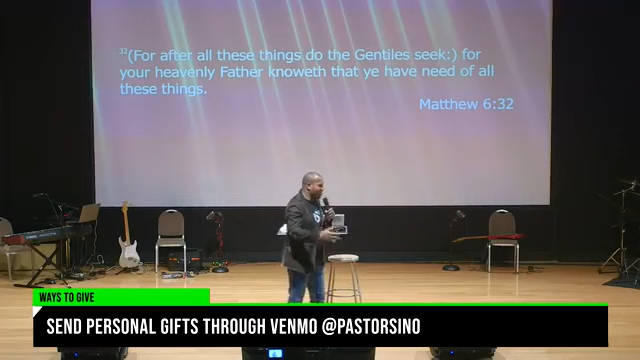 32(For after all these things do the Gentiles seek:) for
your heavenly Father knoweth that ye have need of all
these things.
Matthew 6:32
WAYS TO GIVE
SEND PERSONAL GIFTS THROUGH VENMO @PASTORSINO